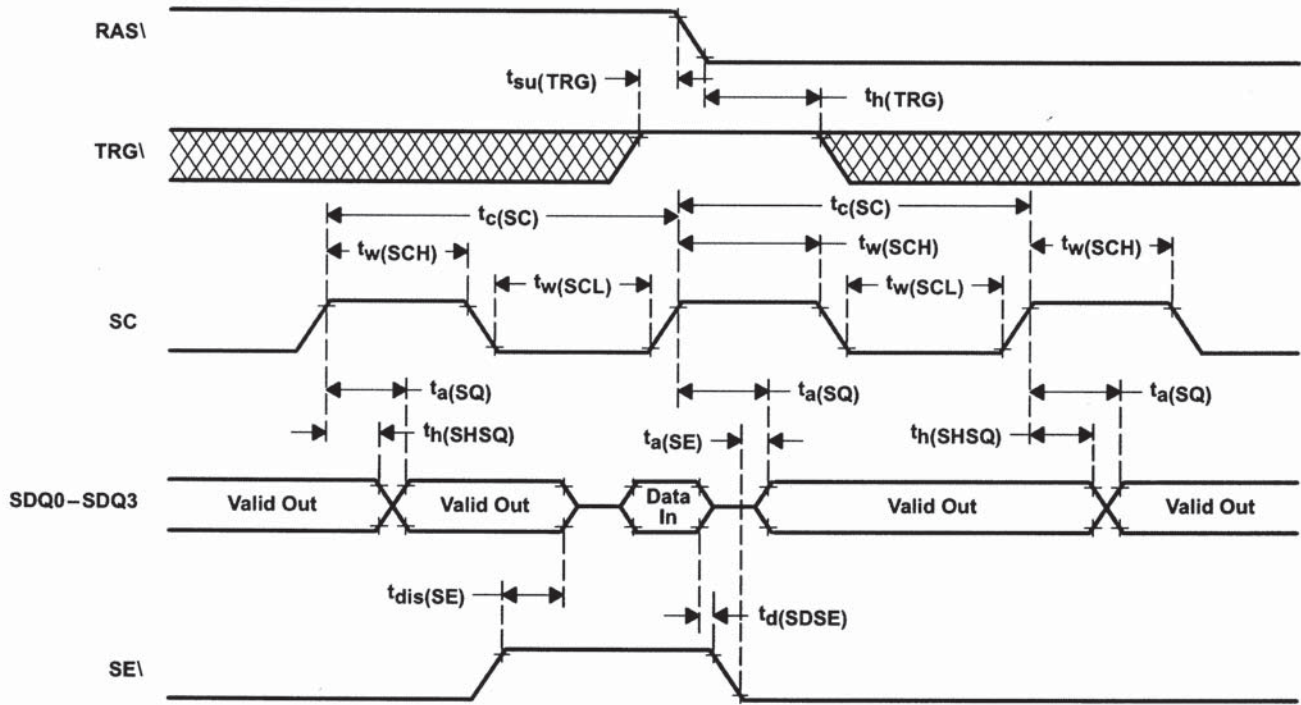 RAS\
tsu(TRG)
th(TRG)
TRG\
tc(SC)
tc(SC)
tw(SCH)
tw(SCH)
tw(SCH)
tw(SCL)
tw(SCL)
SC
ta(SQ)
ta(SQ)
ta(SQ)
th(SHSQ)
ta(SE)
th(SHSQ)
SDQ0–SDQ3
Valid Out
Valid Out
Data
In
Valid Out
Valid Out
tdis(SE)
td(SDSE)
SE\